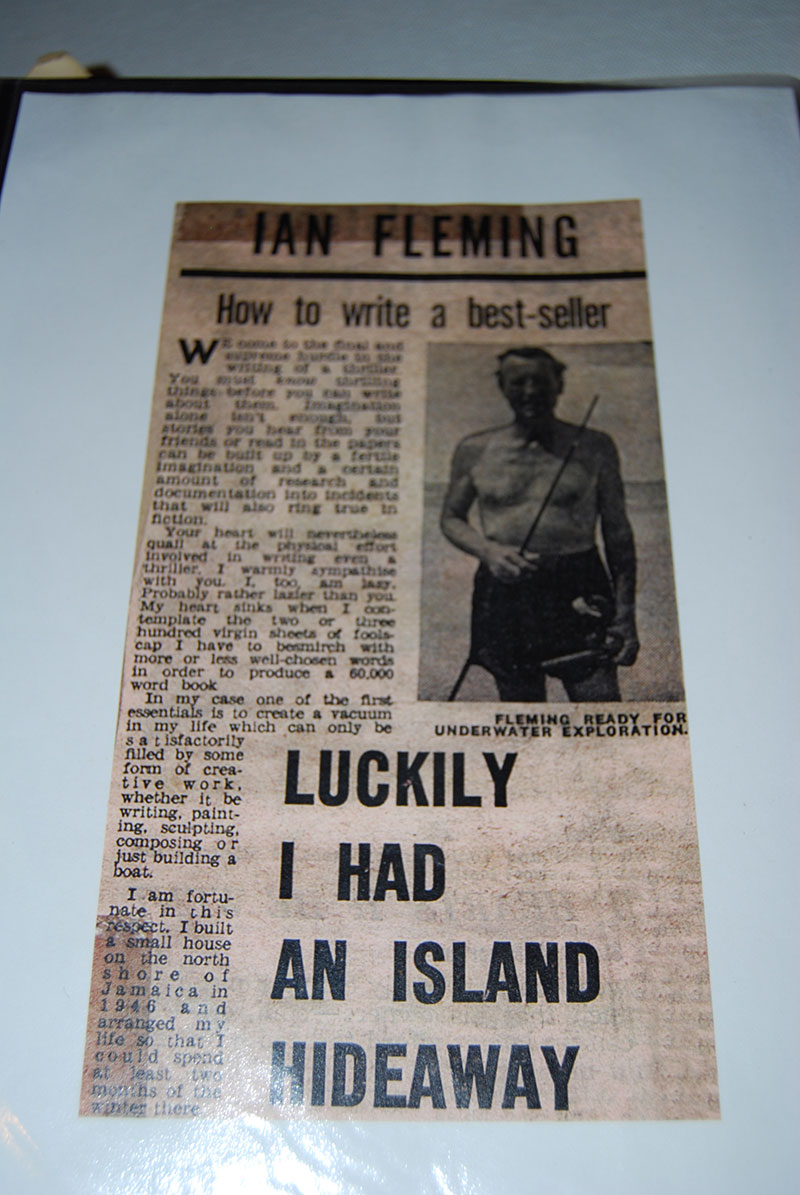 IAN FLEMING
How to write a best-seller
WE come to the final and
supreme hurdle in the
writing of a thriller.
You must know thrilling
things before you can write
about them. Imagination
alone isn't enough, but
stories you hear from your
friends or read in the papers
can be built up by a fertile
imagination and a certain
amount of research and
documentation into incidents
that will also ring true in
fiction.
Your heart will nevertheless
quail at the physical effort
involved in writing even a
thriller. I warmly sympathise
with you. I, too, am lazy.
Probably rather lazier than you.
My heart sinks when I con-
template the two or three
hundred virgin sheets of fools-
cap I have to besmirch with
more or less well-chosen words
in order to produce a 60,000
word book
In my case one of the first
essentials is to create a vacuum
in my life which can only be
satisfactorily
filled by some
form of crea-
tive work,
whether it be
writing, paint-
ing, sculpting,
composing or
just building a
boat.
I am fortu-
nate in this
respect. I built
a small house
on the north
shore of
Jamaica in
1946 and
arranged my
life so that I
could spend
at least two
months of the
winter there
FLEMING READY FOR
UNDERWATER EXPLORATION.
LUCKILY
I HAD
AN ISLAND
HIDEAWAY